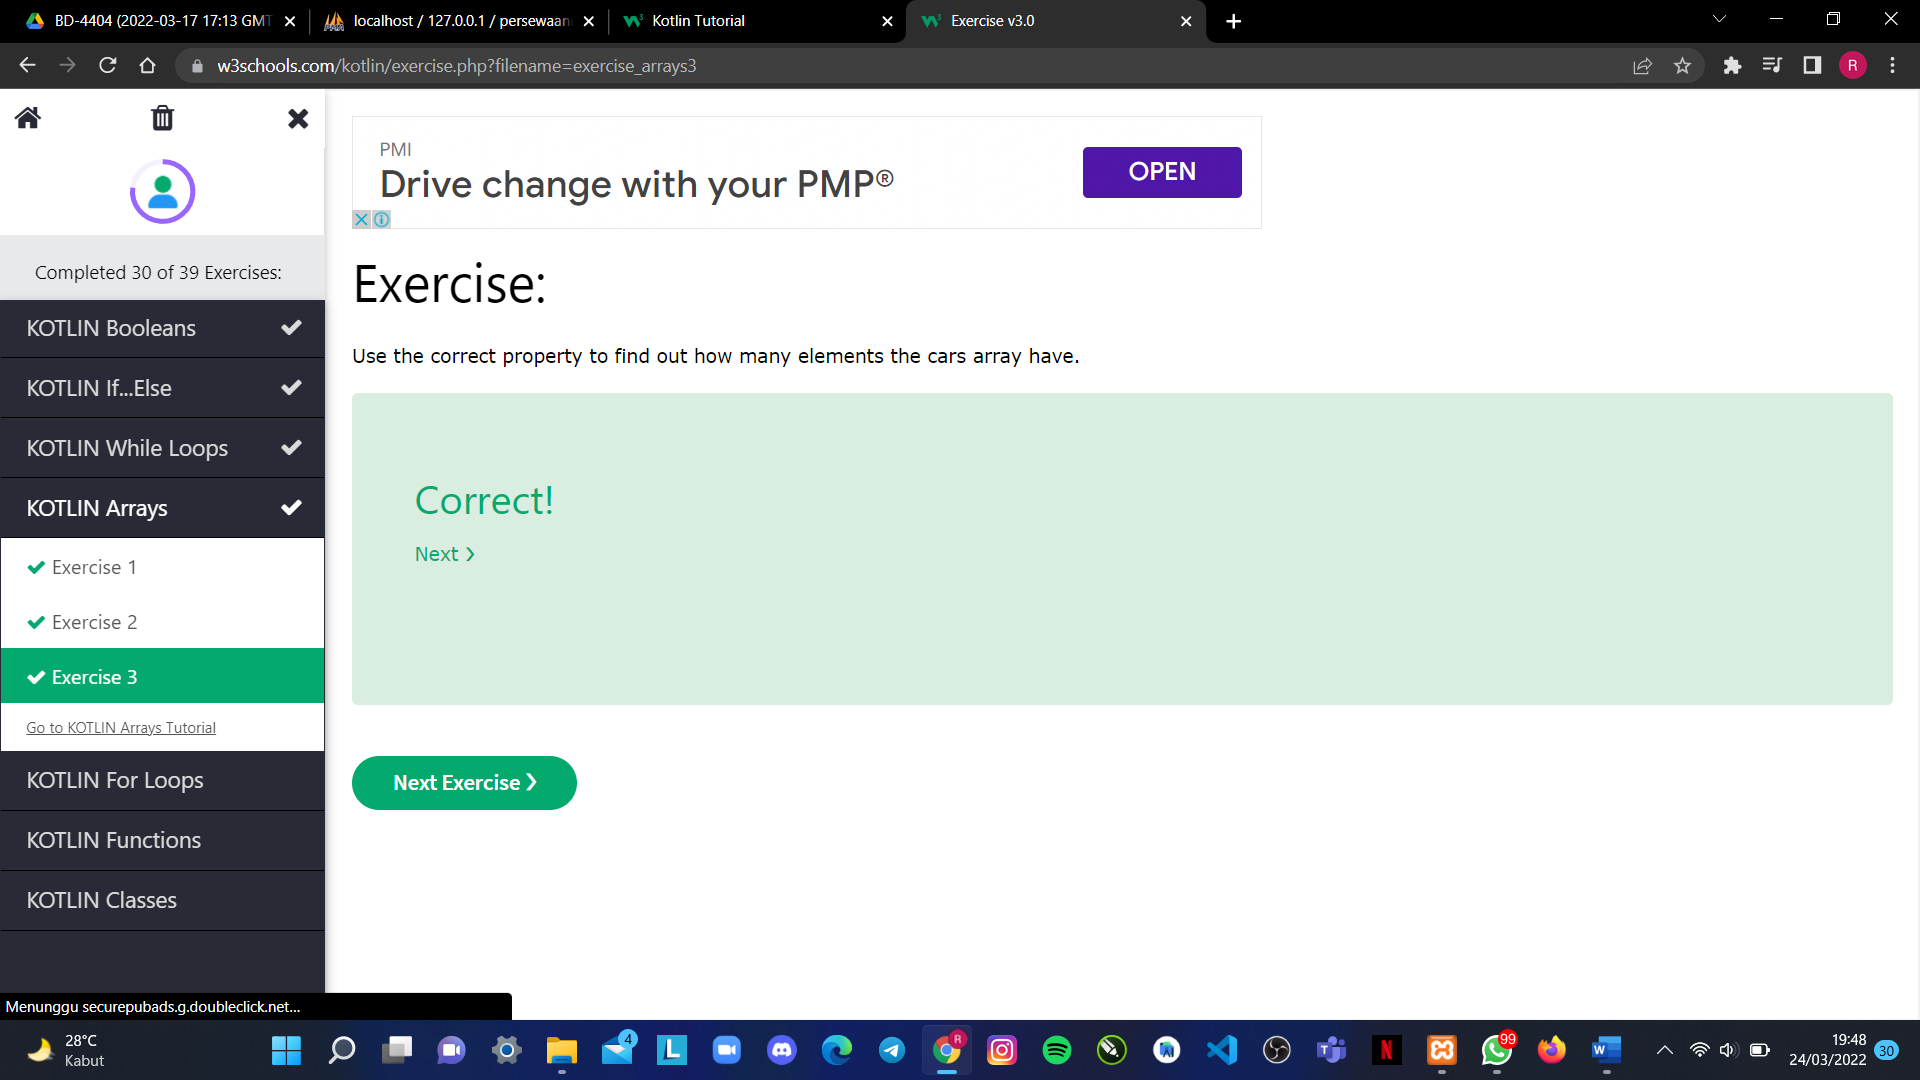 BD-4404 (2022-03-17 17:13 GMT
localhost / 127.0.0.1 / persewaan
Kotlin Tutorial
Exercise v3.0
w3schools.com/kotlin/exercise.php?filename=exercise_arrays3
R
PMI
Drive change with your PMP®
OPEN
Completed 30 of 39 Exercises:
KOTLIN Booleans
KOTLIN If...Else
KOTLIN While Loops
KOTLIN Arrays
Exercise 1
Exercise 2
Exercise 3
Go to KOTLIN Arrays Tutorial
KOTLIN For Loops
KOTLIN Functions
KOTLIN Classes
Exercise:
Use the correct property to find out how many elements the cars array have.
Correct!
Next ❯
Next Exercise ❯
Menunggu securepubads.g.doubleclick.net...
28°C
Kabut
4
R
99
19:48
24/03/2022
30